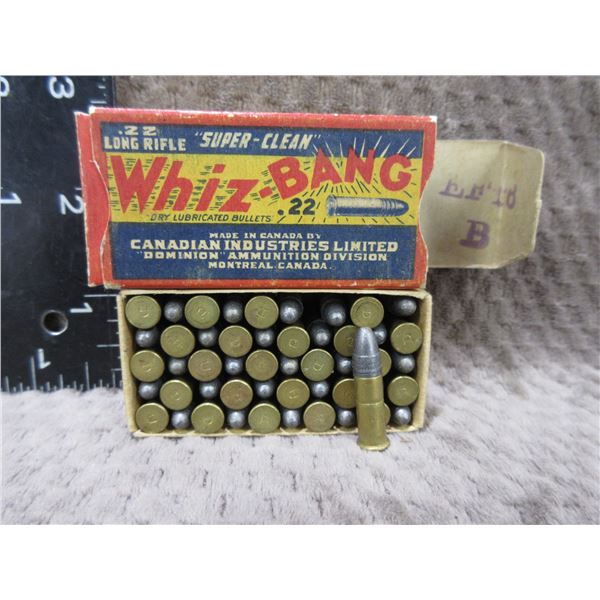 3
2
1
1
.22
LONG RIFLE
"SUPER-CLEAN"
Whiz-BANG
DRY LUBRICATED BULLETS
.22
MADE IN CANADA BY
CANADIAN INDUSTRIES LIMITED
"DOMINION" AMMUNITION DIVISION
MONTREAL, CANADA.
B